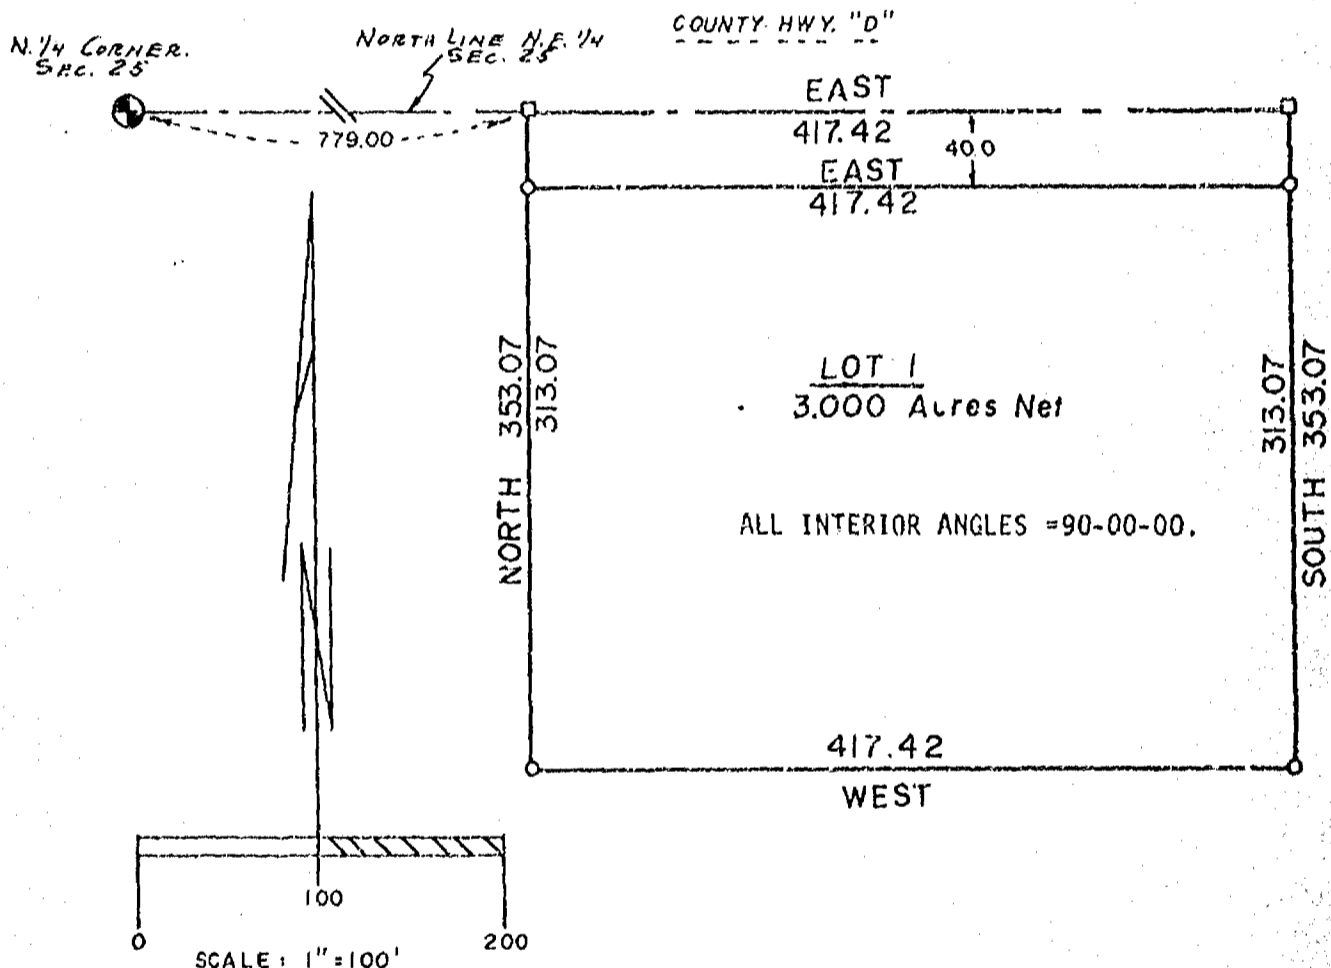 COUNTY HWY. "D"
N. 1/4 CORNER.
SEC. 25
NORTH LINE N.E. 1/4
SEC. 25
EAST
417.42
779.00
40.0
EAST
417.42
NORTH 353.07
313.07
LOT 1
3.000 Acres Net
313.07
SOUTH 353.07
ALL INTERIOR ANGLES =90-00-00.
417.42
WEST
N
100
0
200
SCALE: 1"=100'